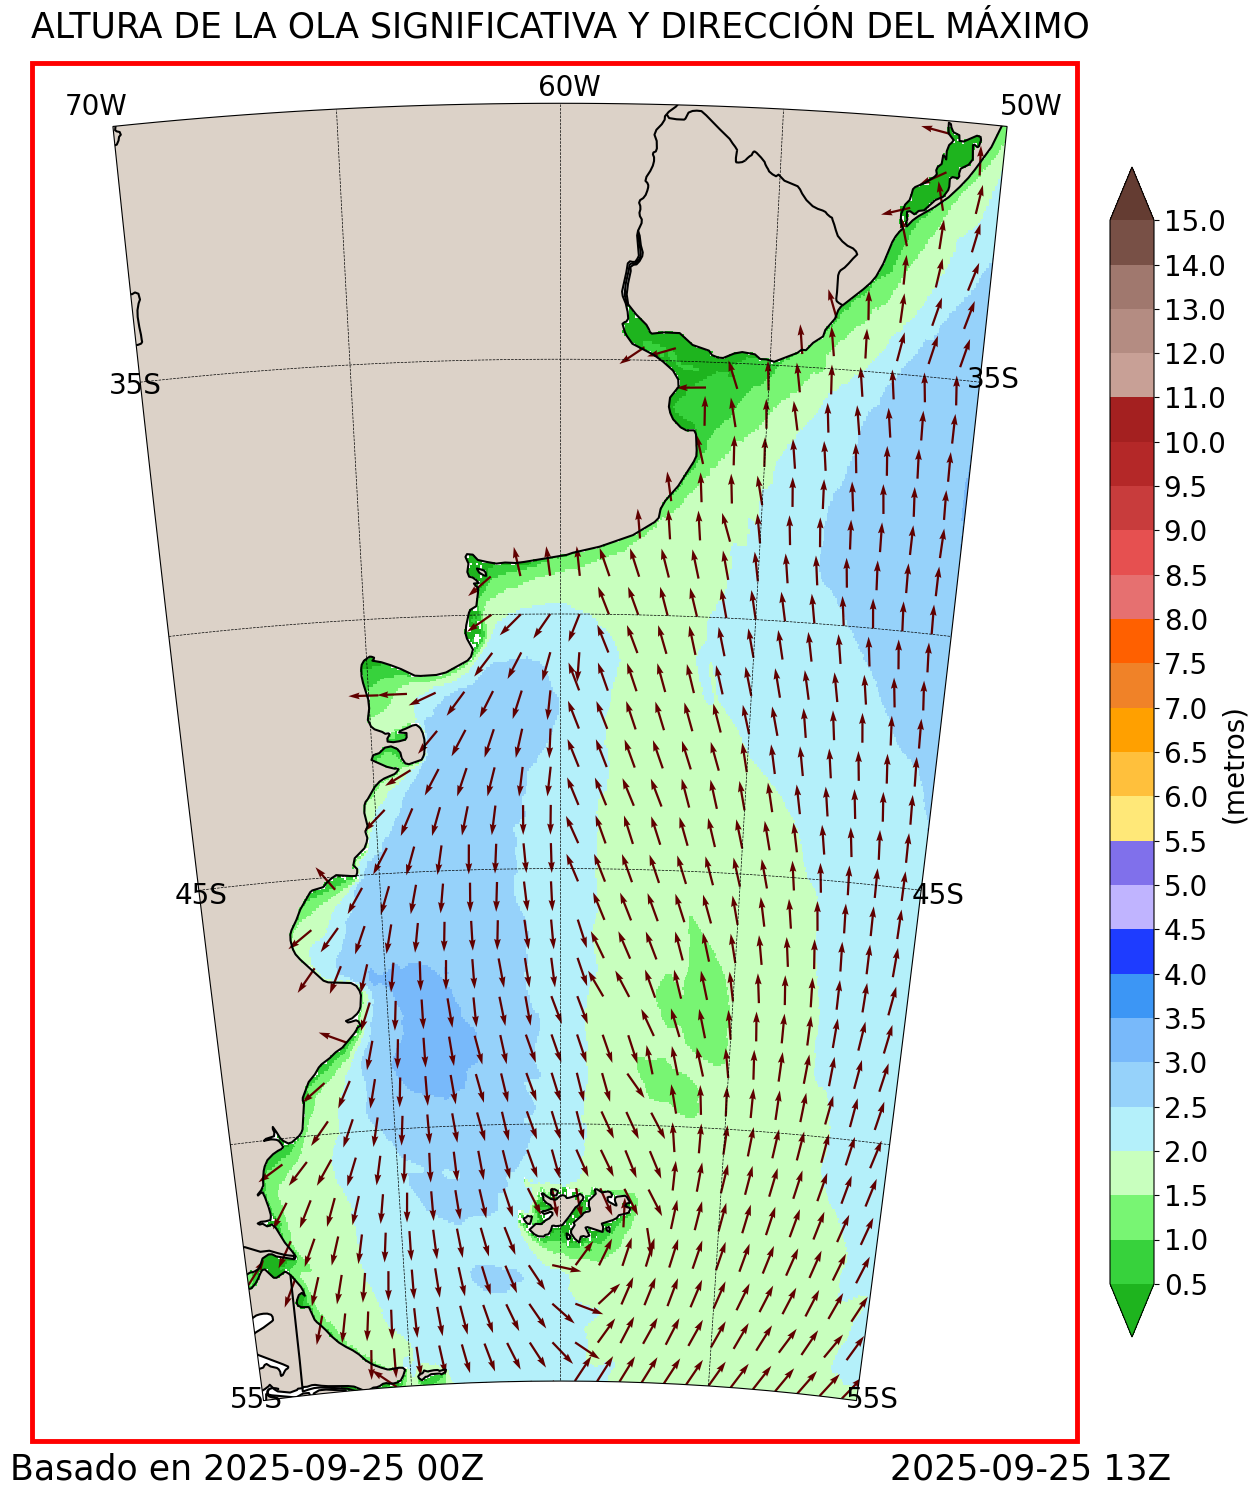 ALTURA DE LA OLA SIGNIFICATIVA Y DIRECCIÓN DEL MÁXIMO
70W
60W
50W
35S
35S
45S
45S
55S
55S
15.0
14.0
13.0
12.0
11.0
10.0
9.5
9.0
8.5
8.0
7.5
7.0
6.5
6.0
5.5
5.0
4.5
4.0
3.5
3.0
2.5
2.0
1.5
1.0
0.5
(metros)
Basado en 2025-09-25 00Z
2025-09-25 13Z